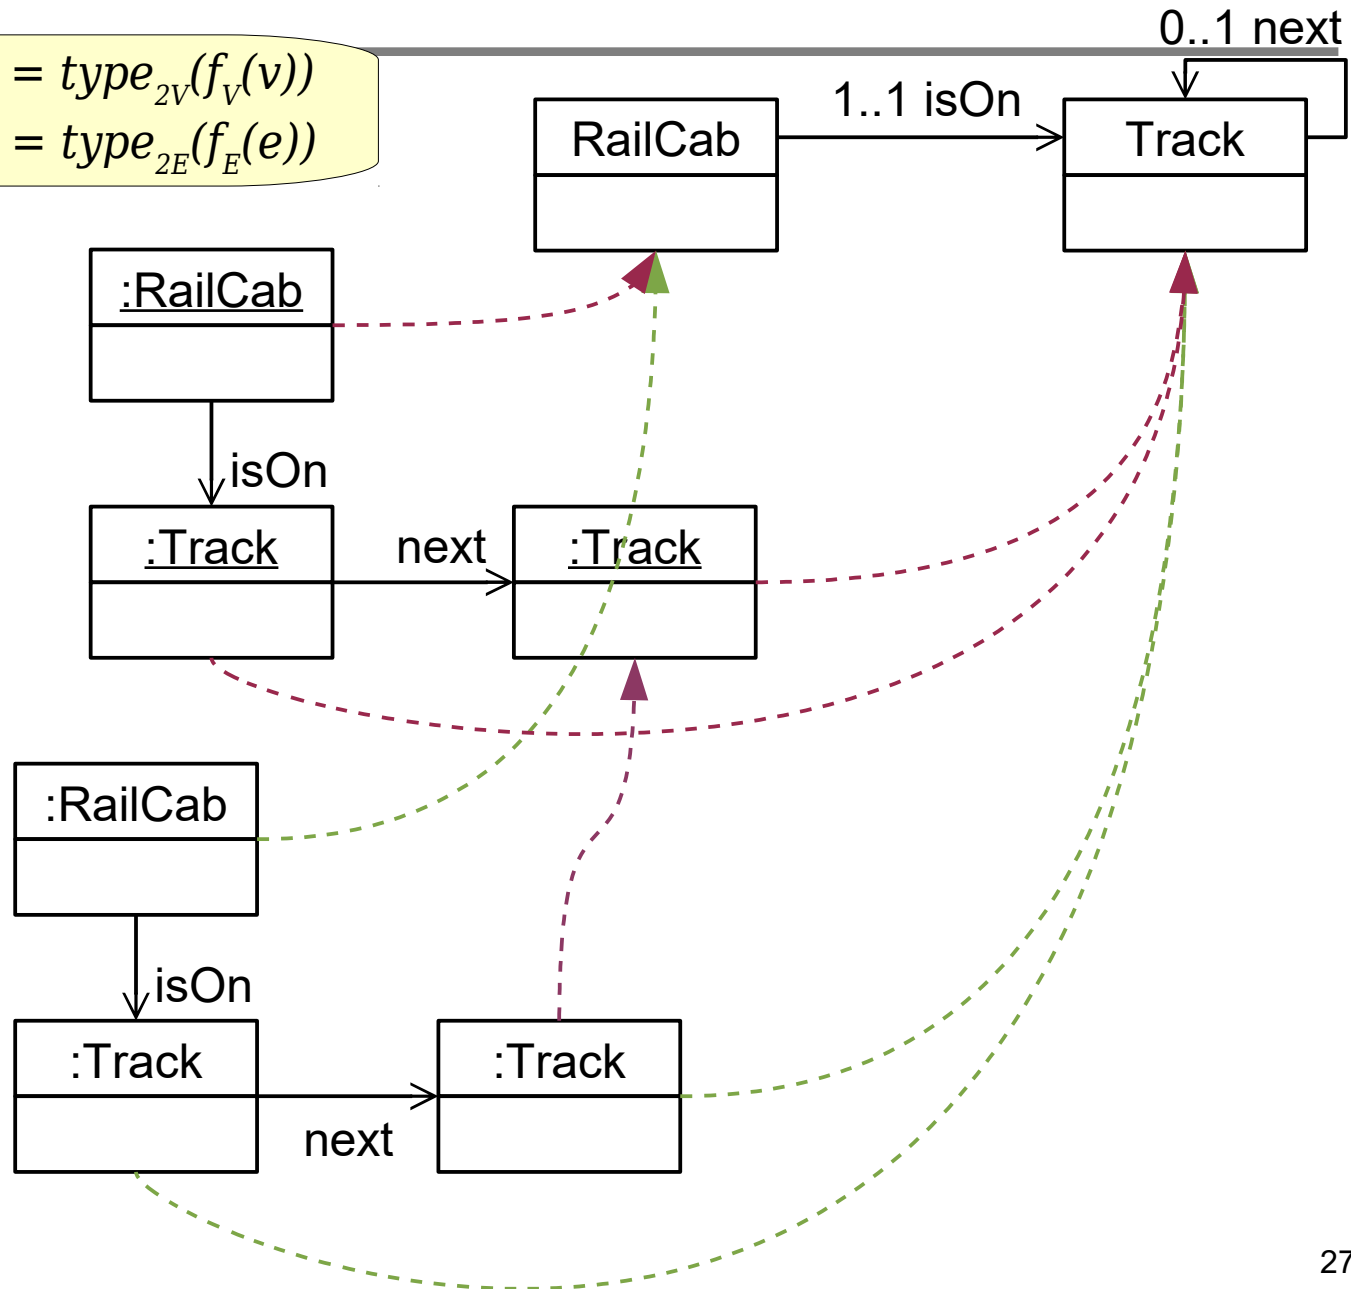 0..1 next
= type2V(fV(v))
= type2E(fE(e))
1..1 isOn
RailCab
Track
:RailCab
isOn
:Track
next
:Track
:RailCab
isOn
:Track
:Track
next
27